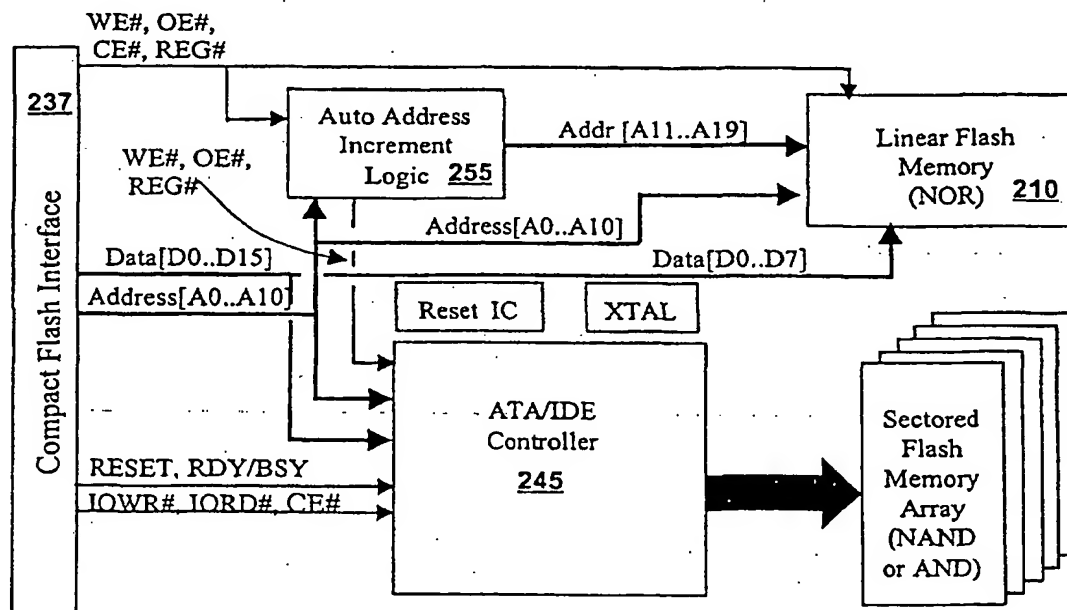 WE#, OE#,
CE#, REG#
237
Compact Flash Interface
Auto Address
Increment
Logic 255
Addr [A11..A19]
Linear Flash
Memory
(NOR) 210
WE#, OE#,
REG#
Address[A0..A10]
Data[D0..D15]
Data[D0..D7]
Address[A0..A10]
Reset IC
XTAL
ATA/IDE
Controller
245
Sectored
Flash
Memory
Array
(NAND
or AND)
RESET, RDY/BSY
IOWR#, IORD#, CE#